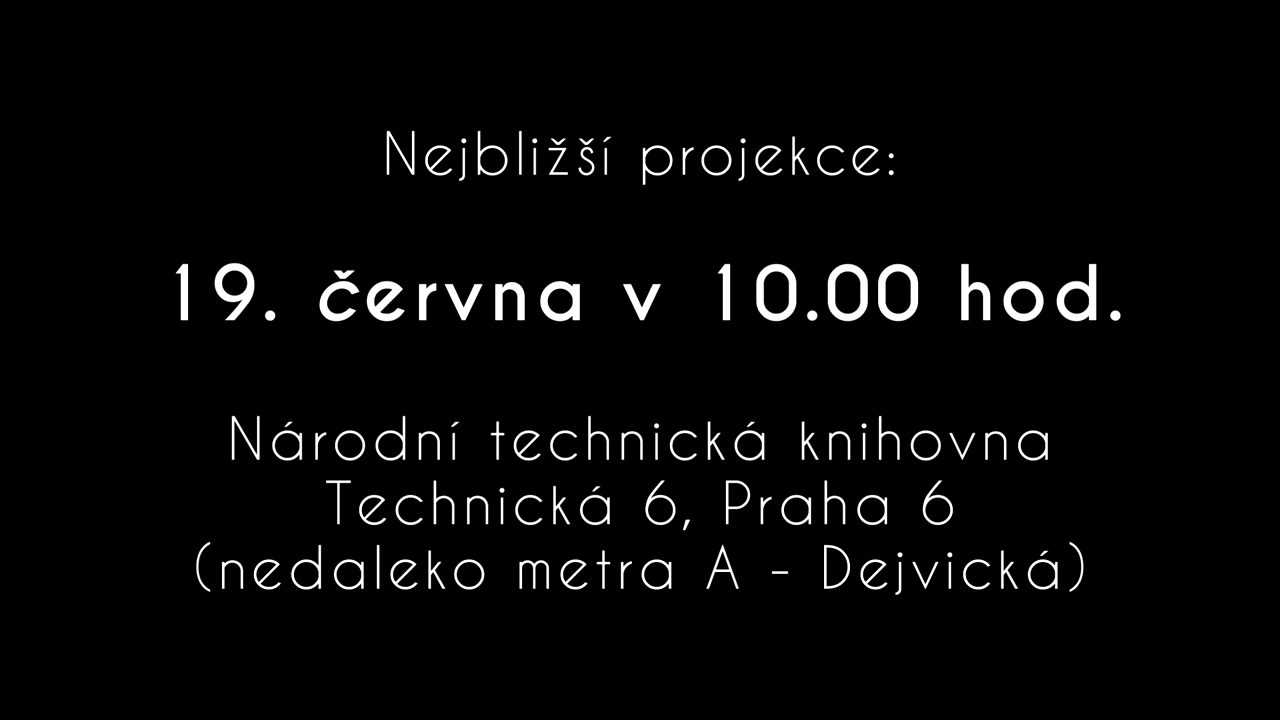 Nejbližší projekce:
19. června v 10.00 hod.
Národní technická knihovna
Technická 6, Praha 6
(nedaleko metra A - Dejvická)